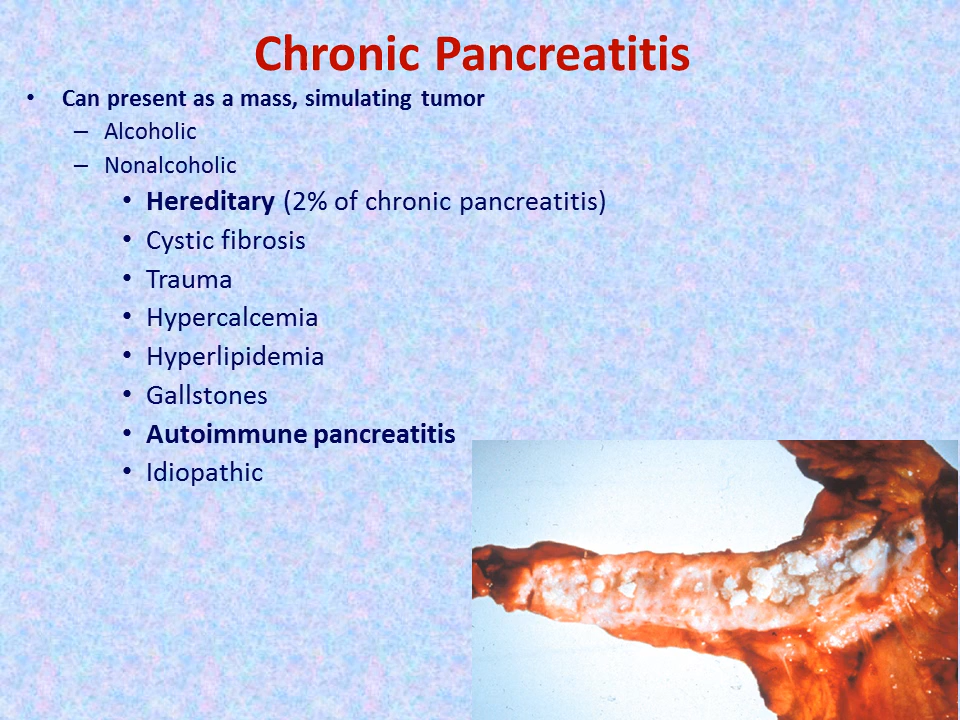 Chronic Pancreatitis
• Can present as a mass, simulating tumor
– Alcoholic
– Nonalcoholic
• Hereditary (2% of chronic pancreatitis)
• Cystic fibrosis
• Trauma
• Hypercalcemia
• Hyperlipidemia
• Gallstones
• Autoimmune pancreatitis
• Idiopathic